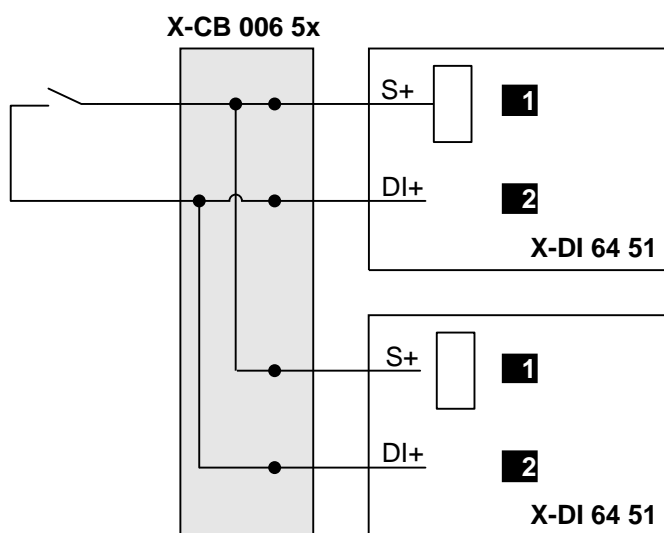 X-CB 006 5x
S+
1
DI+
2
X-DI 64 51
S+
1
DI+
2
X-DI 64 51